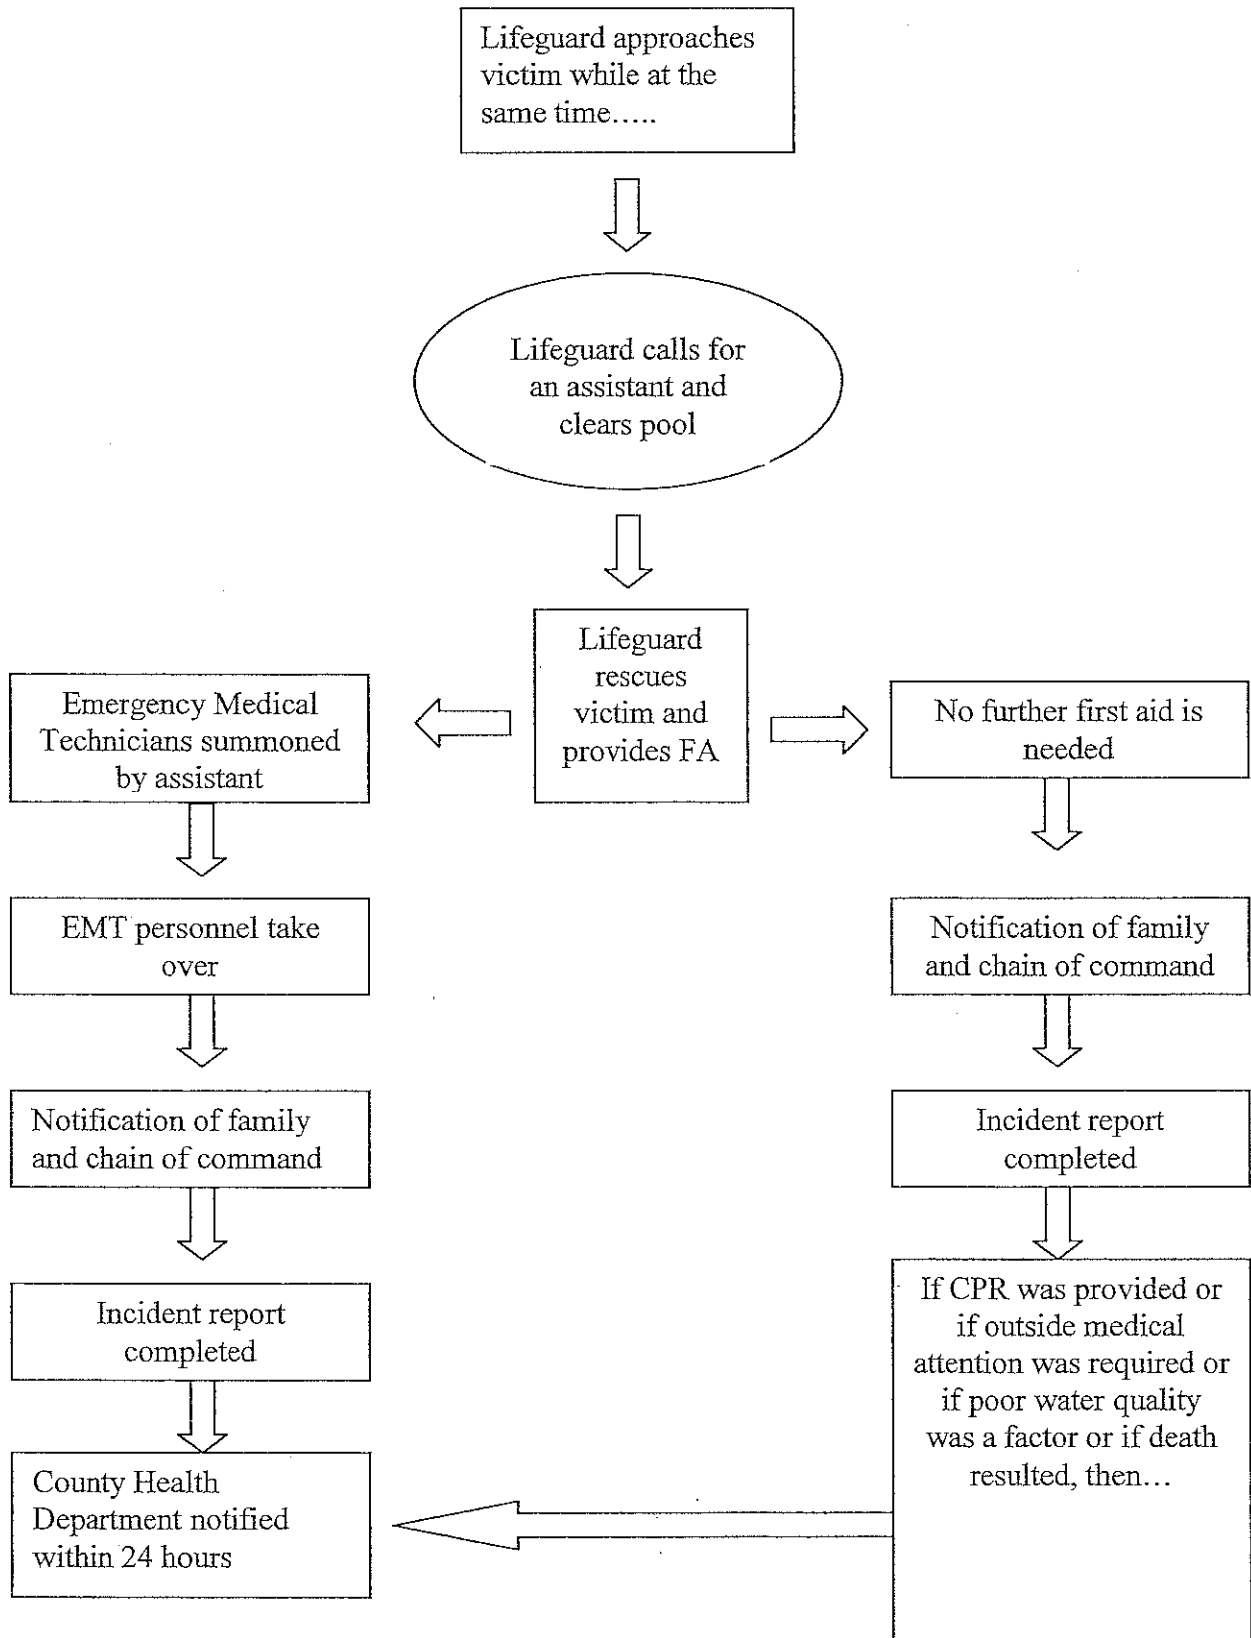 Lifeguard approaches
victim while at the
same time…..
Lifeguard calls for
an assistant and
clears pool
Lifeguard
rescues
victim and
provides FA
Emergency Medical
Technicians summoned
by assistant
EMT personnel take
over
Notification of family
and chain of command
Incident report
completed
County Health
Department notified
within 24 hours
No further first aid is
needed
Notification of family
and chain of command
Incident report
completed
If CPR was provided or
if outside medical
attention was required or
if poor water quality
was a factor or if death
resulted, then…